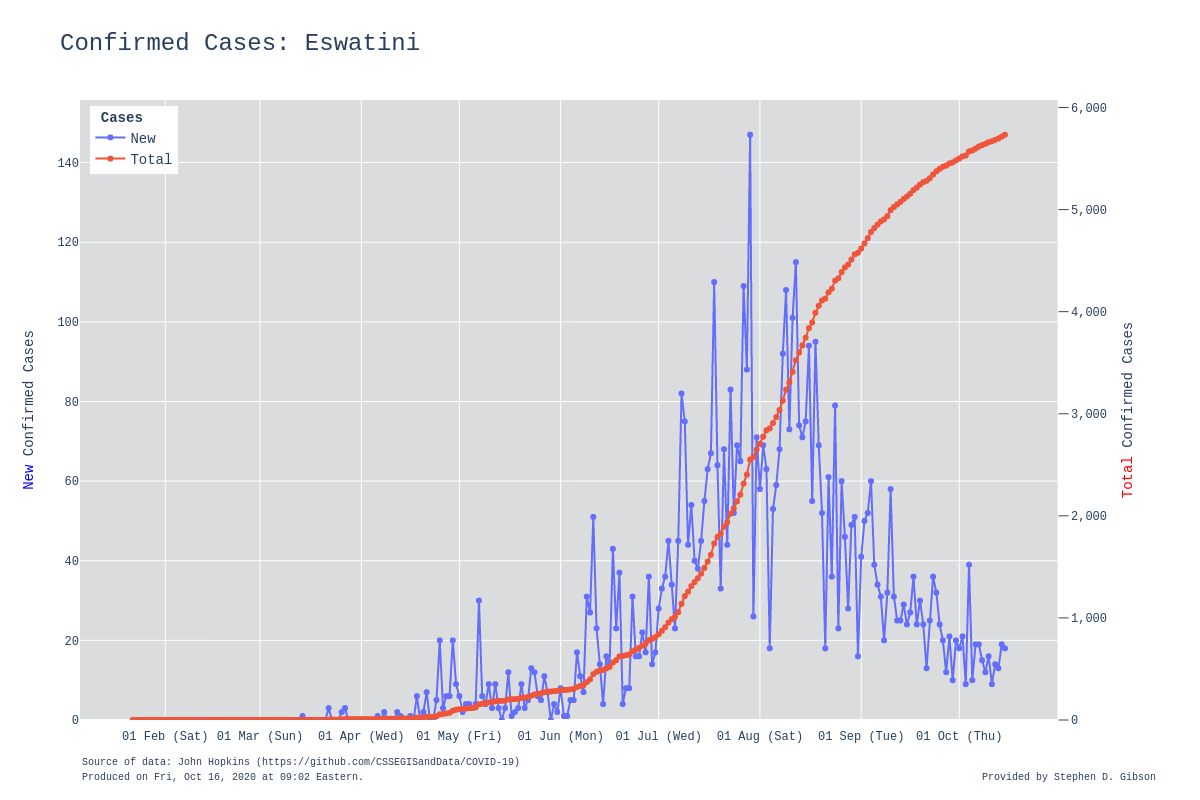 Confirmed Cases: Eswatini
Cases
New
Total
6,000
5,000
4,000
3,000
2,000
1,000
0
140
120
100
80
60
40
20
0
New Confirmed Cases
Total Confirmed Cases
01 Feb (Sat) 01 Mar (Sun) 01 Apr (Wed) 01 May (Fri) 01 Jun (Mon) 01 Jul (Wed) 01 Aug (Sat) 01 Sep (Tue) 01 Oct (Thu)
Source of data: John Hopkins (https://github.com/CSSEGISandData/COVID-19)
Produced on Fri, Oct 16, 2020 at 09:02 Eastern.
Provided by Stephen D. Gibson